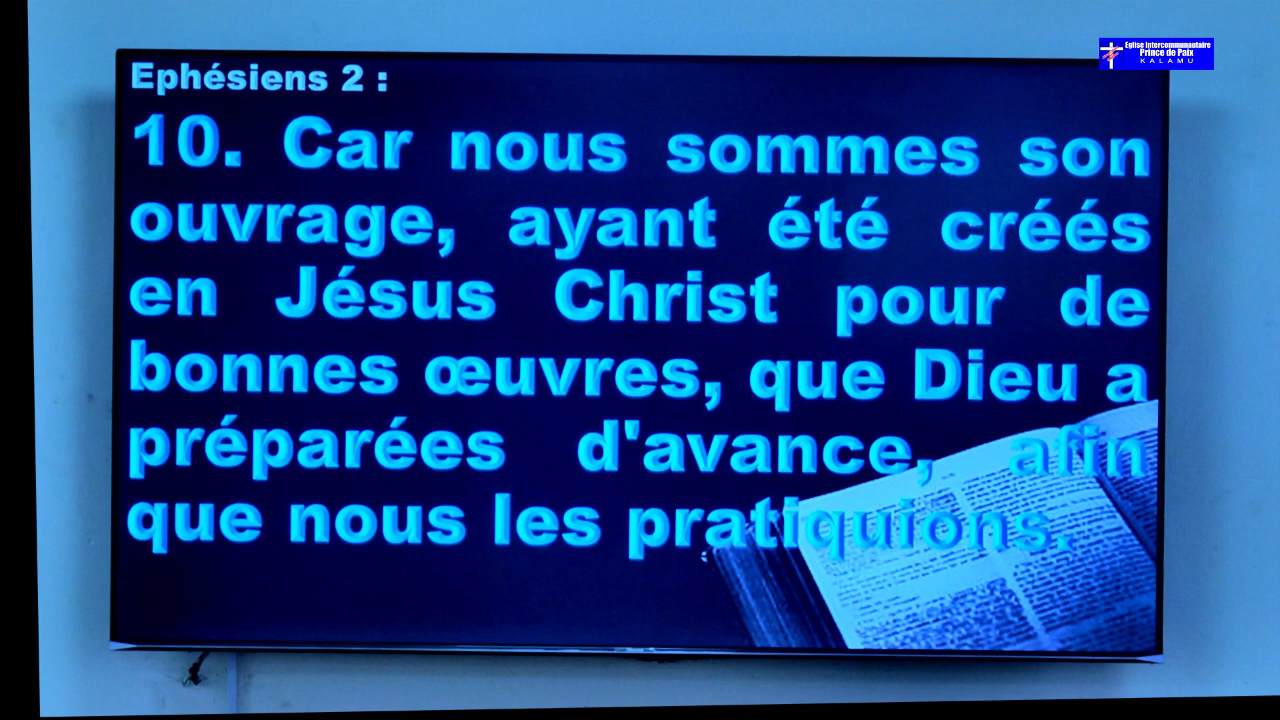 Eglise Intercommunautaire
Prince de Paix
KALAMU
Ephésiens 2 :
10. Car nous sommes son
ouvrage, ayant été créés
en Jésus Christ pour de
bonnes œuvres, que Dieu a
préparées d'avance, afin
que nous les pratiquions.